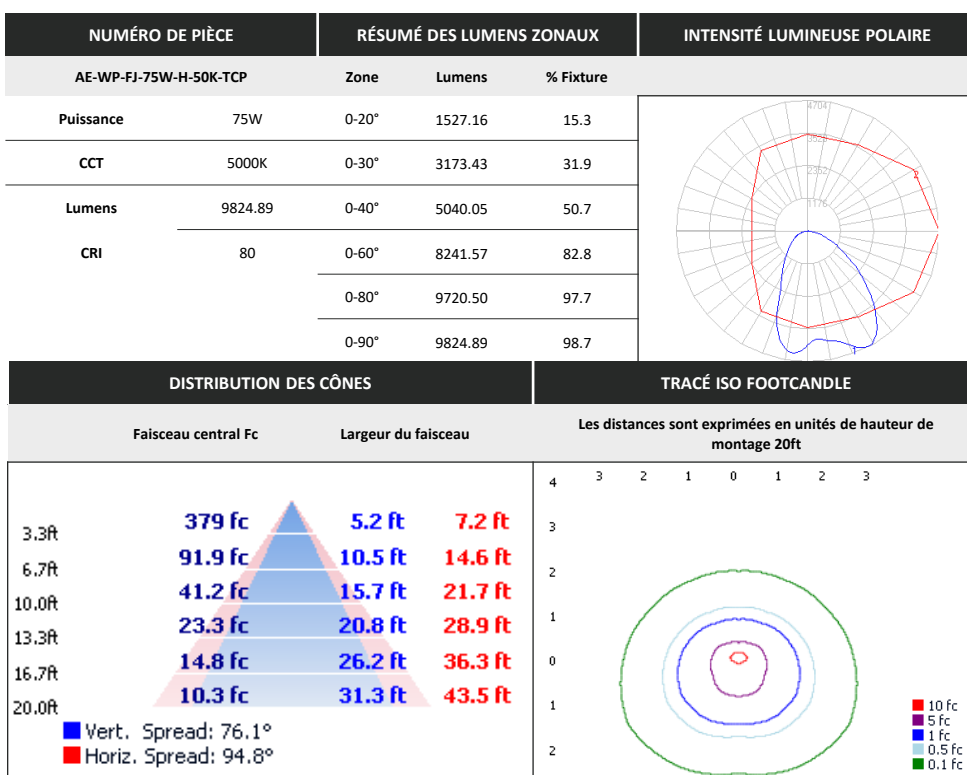 NUMÉRO DE PIÈCE
RÉSUMÉ DES LUMENS ZONAUX
INTENSITÉ LUMINEUSE POLAIRE
AE-WP-FJ-75W-H-50K-TCP
Zone Lumens % Fixture
Puissance 75W
0-20° 1527.16 15.3
CCT 5000K
0-30° 3173.43 31.9
Lumens 9824.89
0-40° 5040.05 50.7
CRI 80
0-60° 8241.57 82.8
0-80° 9720.50 97.7
0-90° 9824.89 98.7
4704
3528
2352
1176
2
1
DISTRIBUTION DES CÔNES
TRACÉ ISO FOOTCANDLE
Faisceau central Fc
Largeur du faisceau
Les distances sont exprimées en unités de hauteur de
montage 20ft
3.3ft 379 fc 5.2 ft 7.2 ft
6.7ft 91.9 fc 10.5 ft 14.6 ft
10.0ft 41.2 fc 15.7 ft 21.7 ft
13.3ft 23.3 fc 20.8 ft 28.9 ft
16.7ft 14.8 fc 26.2 ft 36.3 ft
20.0ft 10.3 fc 31.3 ft 43.5 ft
Vert. Spread: 76.1°
Horiz. Spread: 94.8°
3 2 1 0 1 2 3
4
3
2
1
0
1
2
10 fc
5 fc
1 fc
0.5 fc
0.1 fc